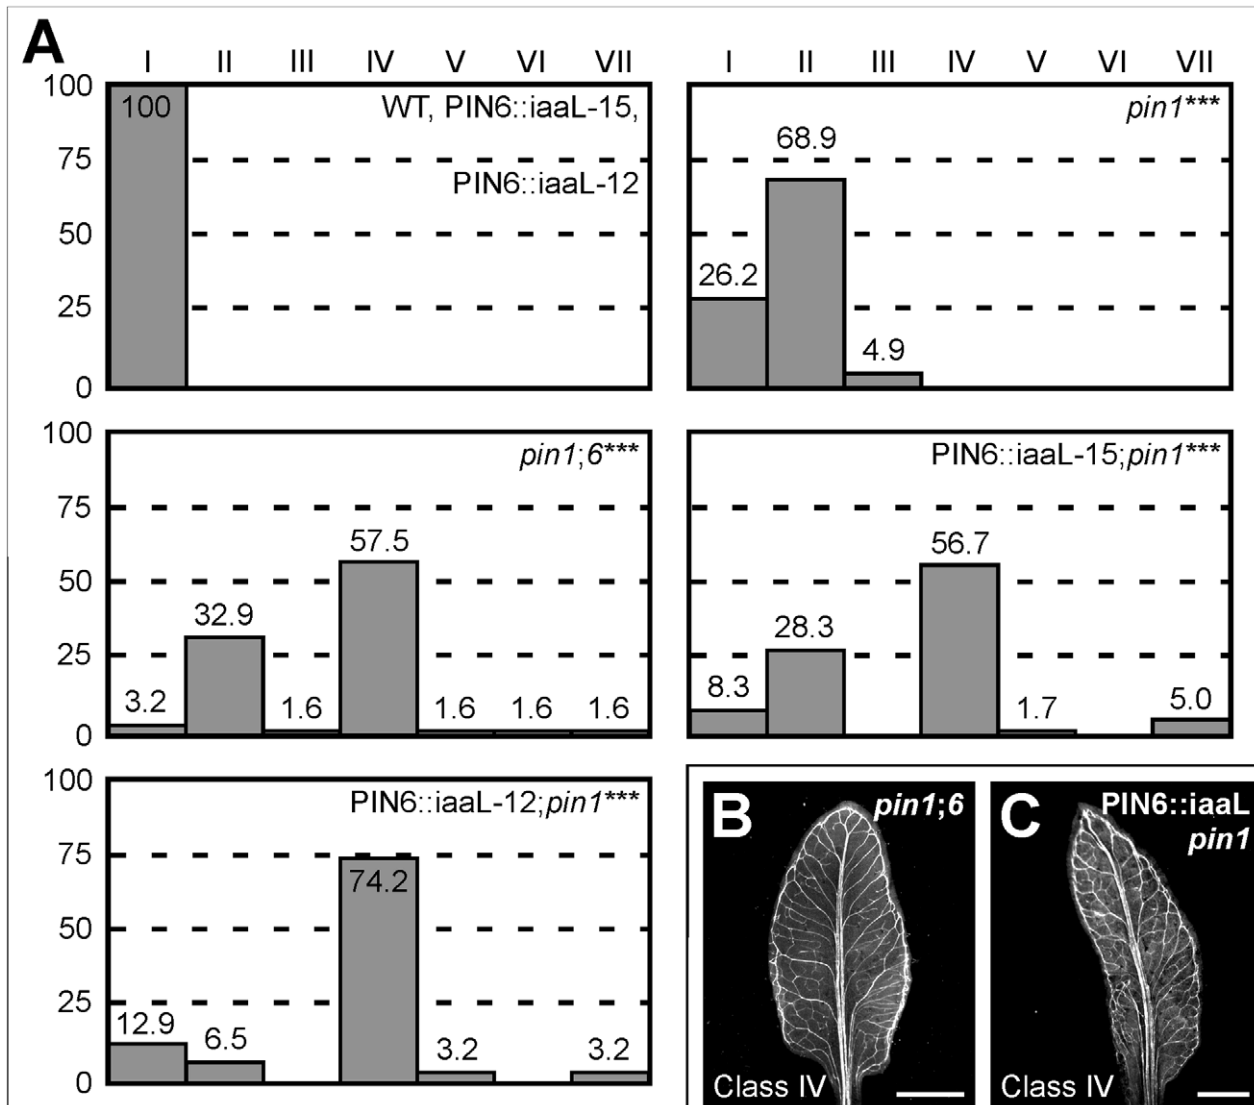 A
I II III IV V VI VII
I II III IV V VI VII
100
75
50
25
0
100
WT, PIN6::iaaL-15,
PIN6::iaaL-12
pin1***
26.2
68.9
4.9
100
75
50
25
0
pin1;6***
3.2
32.9
1.6
57.5
1.6
1.6
1.6
PIN6::iaaL-15;pin1***
8.3
28.3
56.7
1.7
5.0
100
75
50
25
0
PIN6::iaaL-12;pin1***
12.9
6.5
74.2
3.2
3.2
B
pin1;6
Class IV
C
PIN6::iaaL
pin1
Class IV